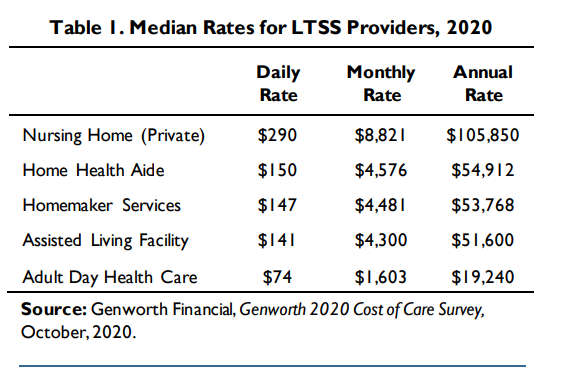 Table 1. Median Rates for LTSS Providers, 2020
Daily Rate Monthly Rate Annual Rate
Nursing Home (Private) $290 $8,821 $105,850
Home Health Aide $150 $4,576 $54,912
Homemaker Services $147 $4,481 $53,768
Assisted Living Facility $141 $4,300 $51,600
Adult Day Health Care $74 $1,603 $19,240
Source: Genworth Financial, Genworth 2020 Cost of Care Survey,
October, 2020.